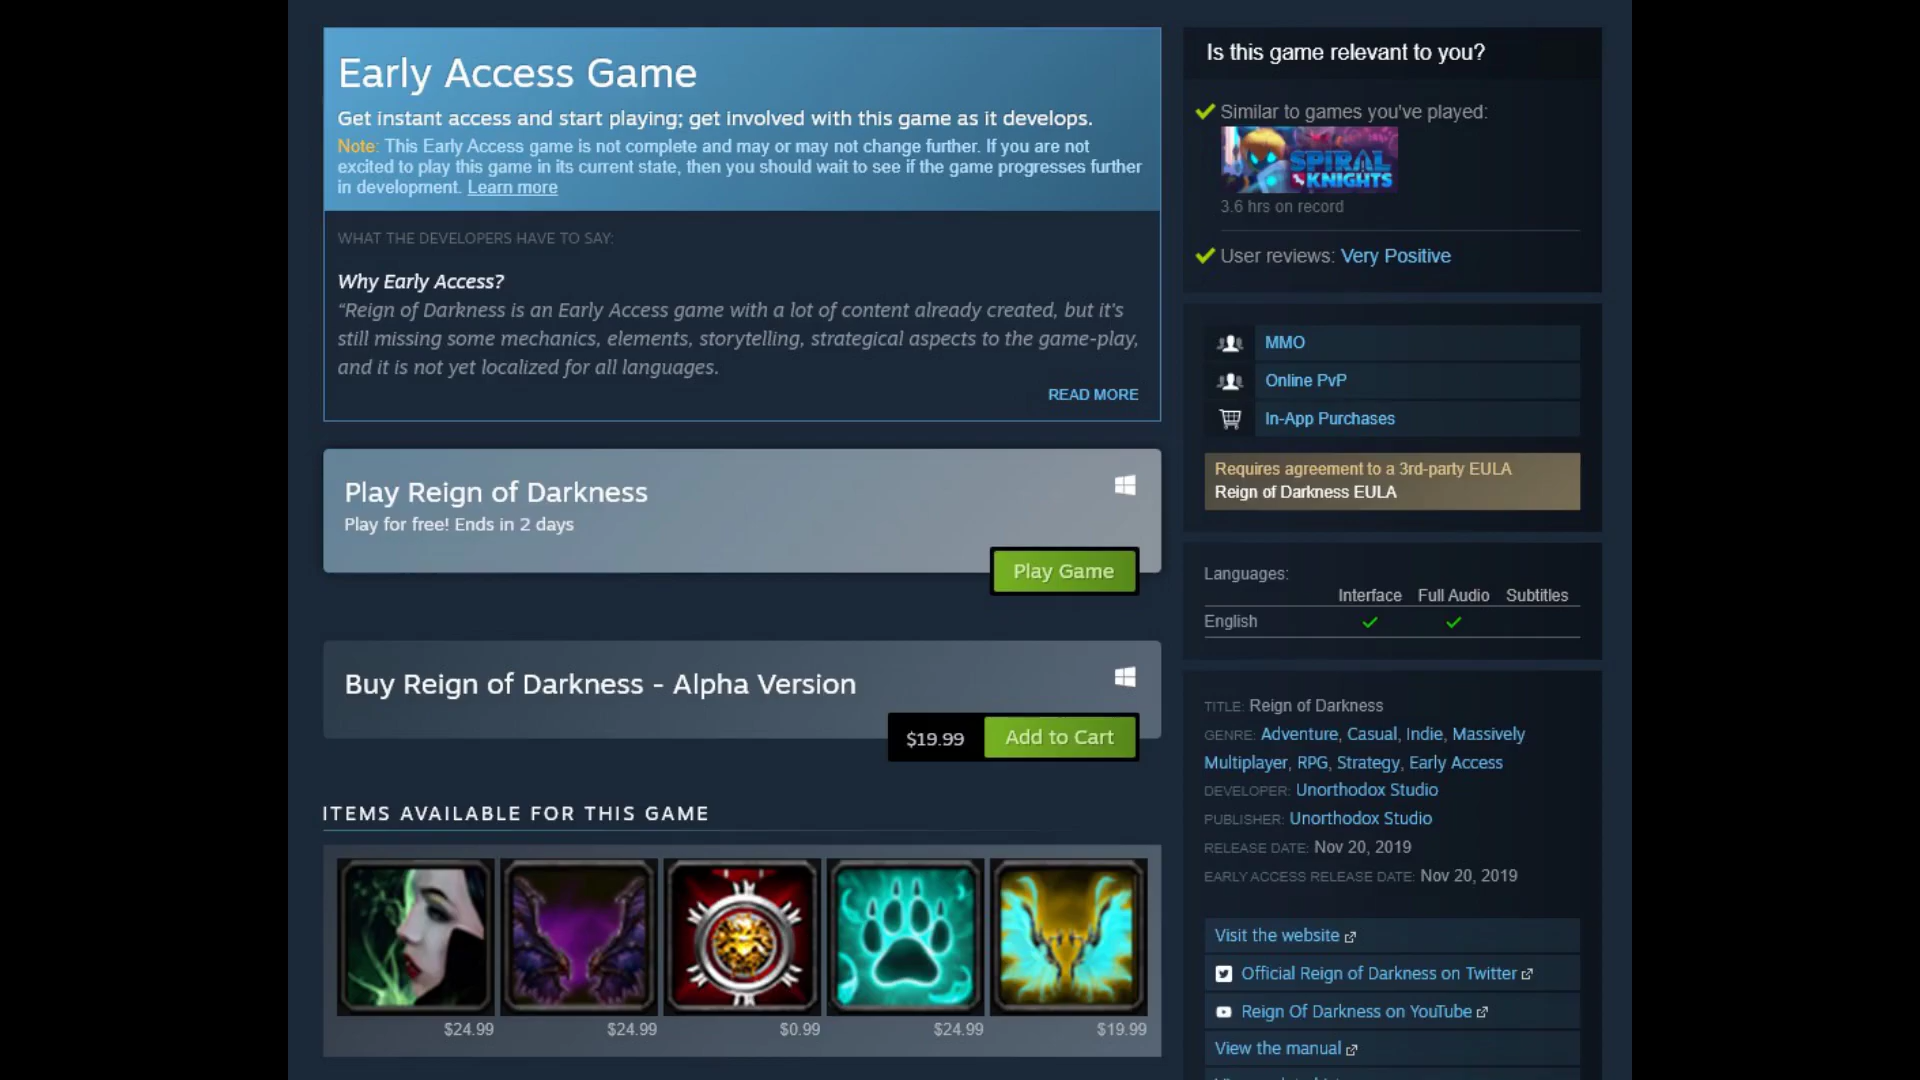 Early Access Game
Get instant access and start playing; get involved with this game as it develops.
Note: This Early Access game is not complete and may or may not change further. If you are not
excited to play this game in its current state, then you should wait to see if the game progresses further
in development. Learn more
WHAT THE DEVELOPERS HAVE TO SAY:
Why Early Access?
“Reign of Darkness is an Early Access game with a lot of content already created, but it’s
still missing some mechanics, elements, storytelling, strategical aspects to the game-play,
and it is not yet localized for all languages.
READ MORE
Play Reign of Darkness
Play for free! Ends in 2 days
Play Game
Buy Reign of Darkness - Alpha Version
$19.99
Add to Cart
ITEMS AVAILABLE FOR THIS GAME
$24.99
$24.99
$0.99
$24.99
$19.99
Is this game relevant to you?
Similar to games you've played:
SPIRAL
KNIGHTS
3.6 hrs on record
User reviews: Very Positive
MMO
Online PvP
In-App Purchases
Requires agreement to a 3rd-party EULA
Reign of Darkness EULA
Languages:
Interface Full Audio Subtitles
English
TITLE: Reign of Darkness
GENRE: Adventure, Casual, Indie, Massively
Multiplayer, RPG, Strategy, Early Access
DEVELOPER: Unorthodox Studio
PUBLISHER: Unorthodox Studio
RELEASE DATE: Nov 20, 2019
EARLY ACCESS RELEASE DATE: Nov 20, 2019
Visit the website
Official Reign of Darkness on Twitter
Reign Of Darkness on YouTube
View the manual